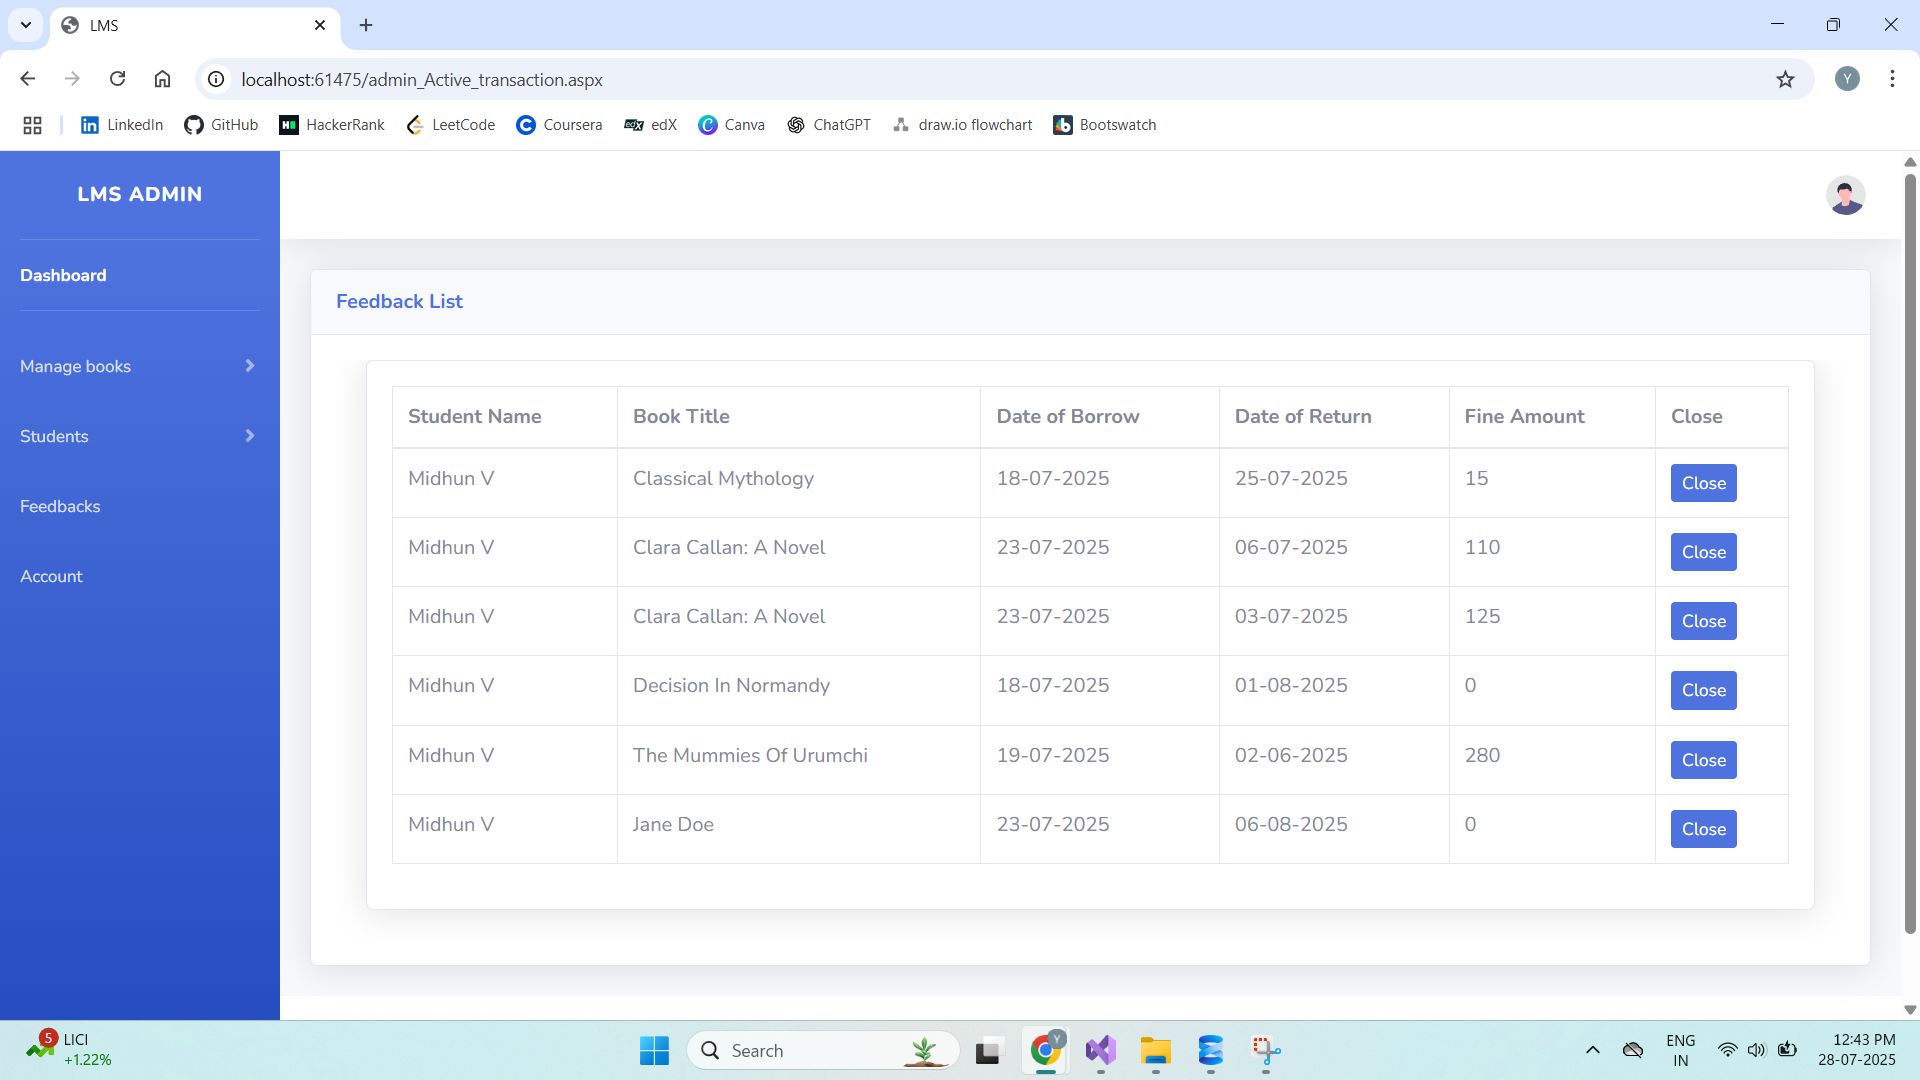 LMS
localhost:61475/admin_Active_transaction.aspx
Y
LinkedIn GitHub HackerRank LeetCode Coursera edX Canva ChatGPT draw.io flowchart Bootswatch
LMS ADMIN
Dashboard
Manage books
Students
Feedbacks
Account
Feedback List
Student Name Book Title Date of Borrow Date of Return Fine Amount Close
Midhun V Classical Mythology 18-07-2025 25-07-2025 15 Close
Midhun V Clara Callan: A Novel 23-07-2025 06-07-2025 110 Close
Midhun V Clara Callan: A Novel 23-07-2025 03-07-2025 125 Close
Midhun V Decision In Normandy 18-07-2025 01-08-2025 0 Close
Midhun V The Mummies Of Urumchi 19-07-2025 02-06-2025 280 Close
Midhun V Jane Doe 23-07-2025 06-08-2025 0 Close
5 LICI
+1.22%
Search
Y
ENG
IN
12:43 PM
28-07-2025